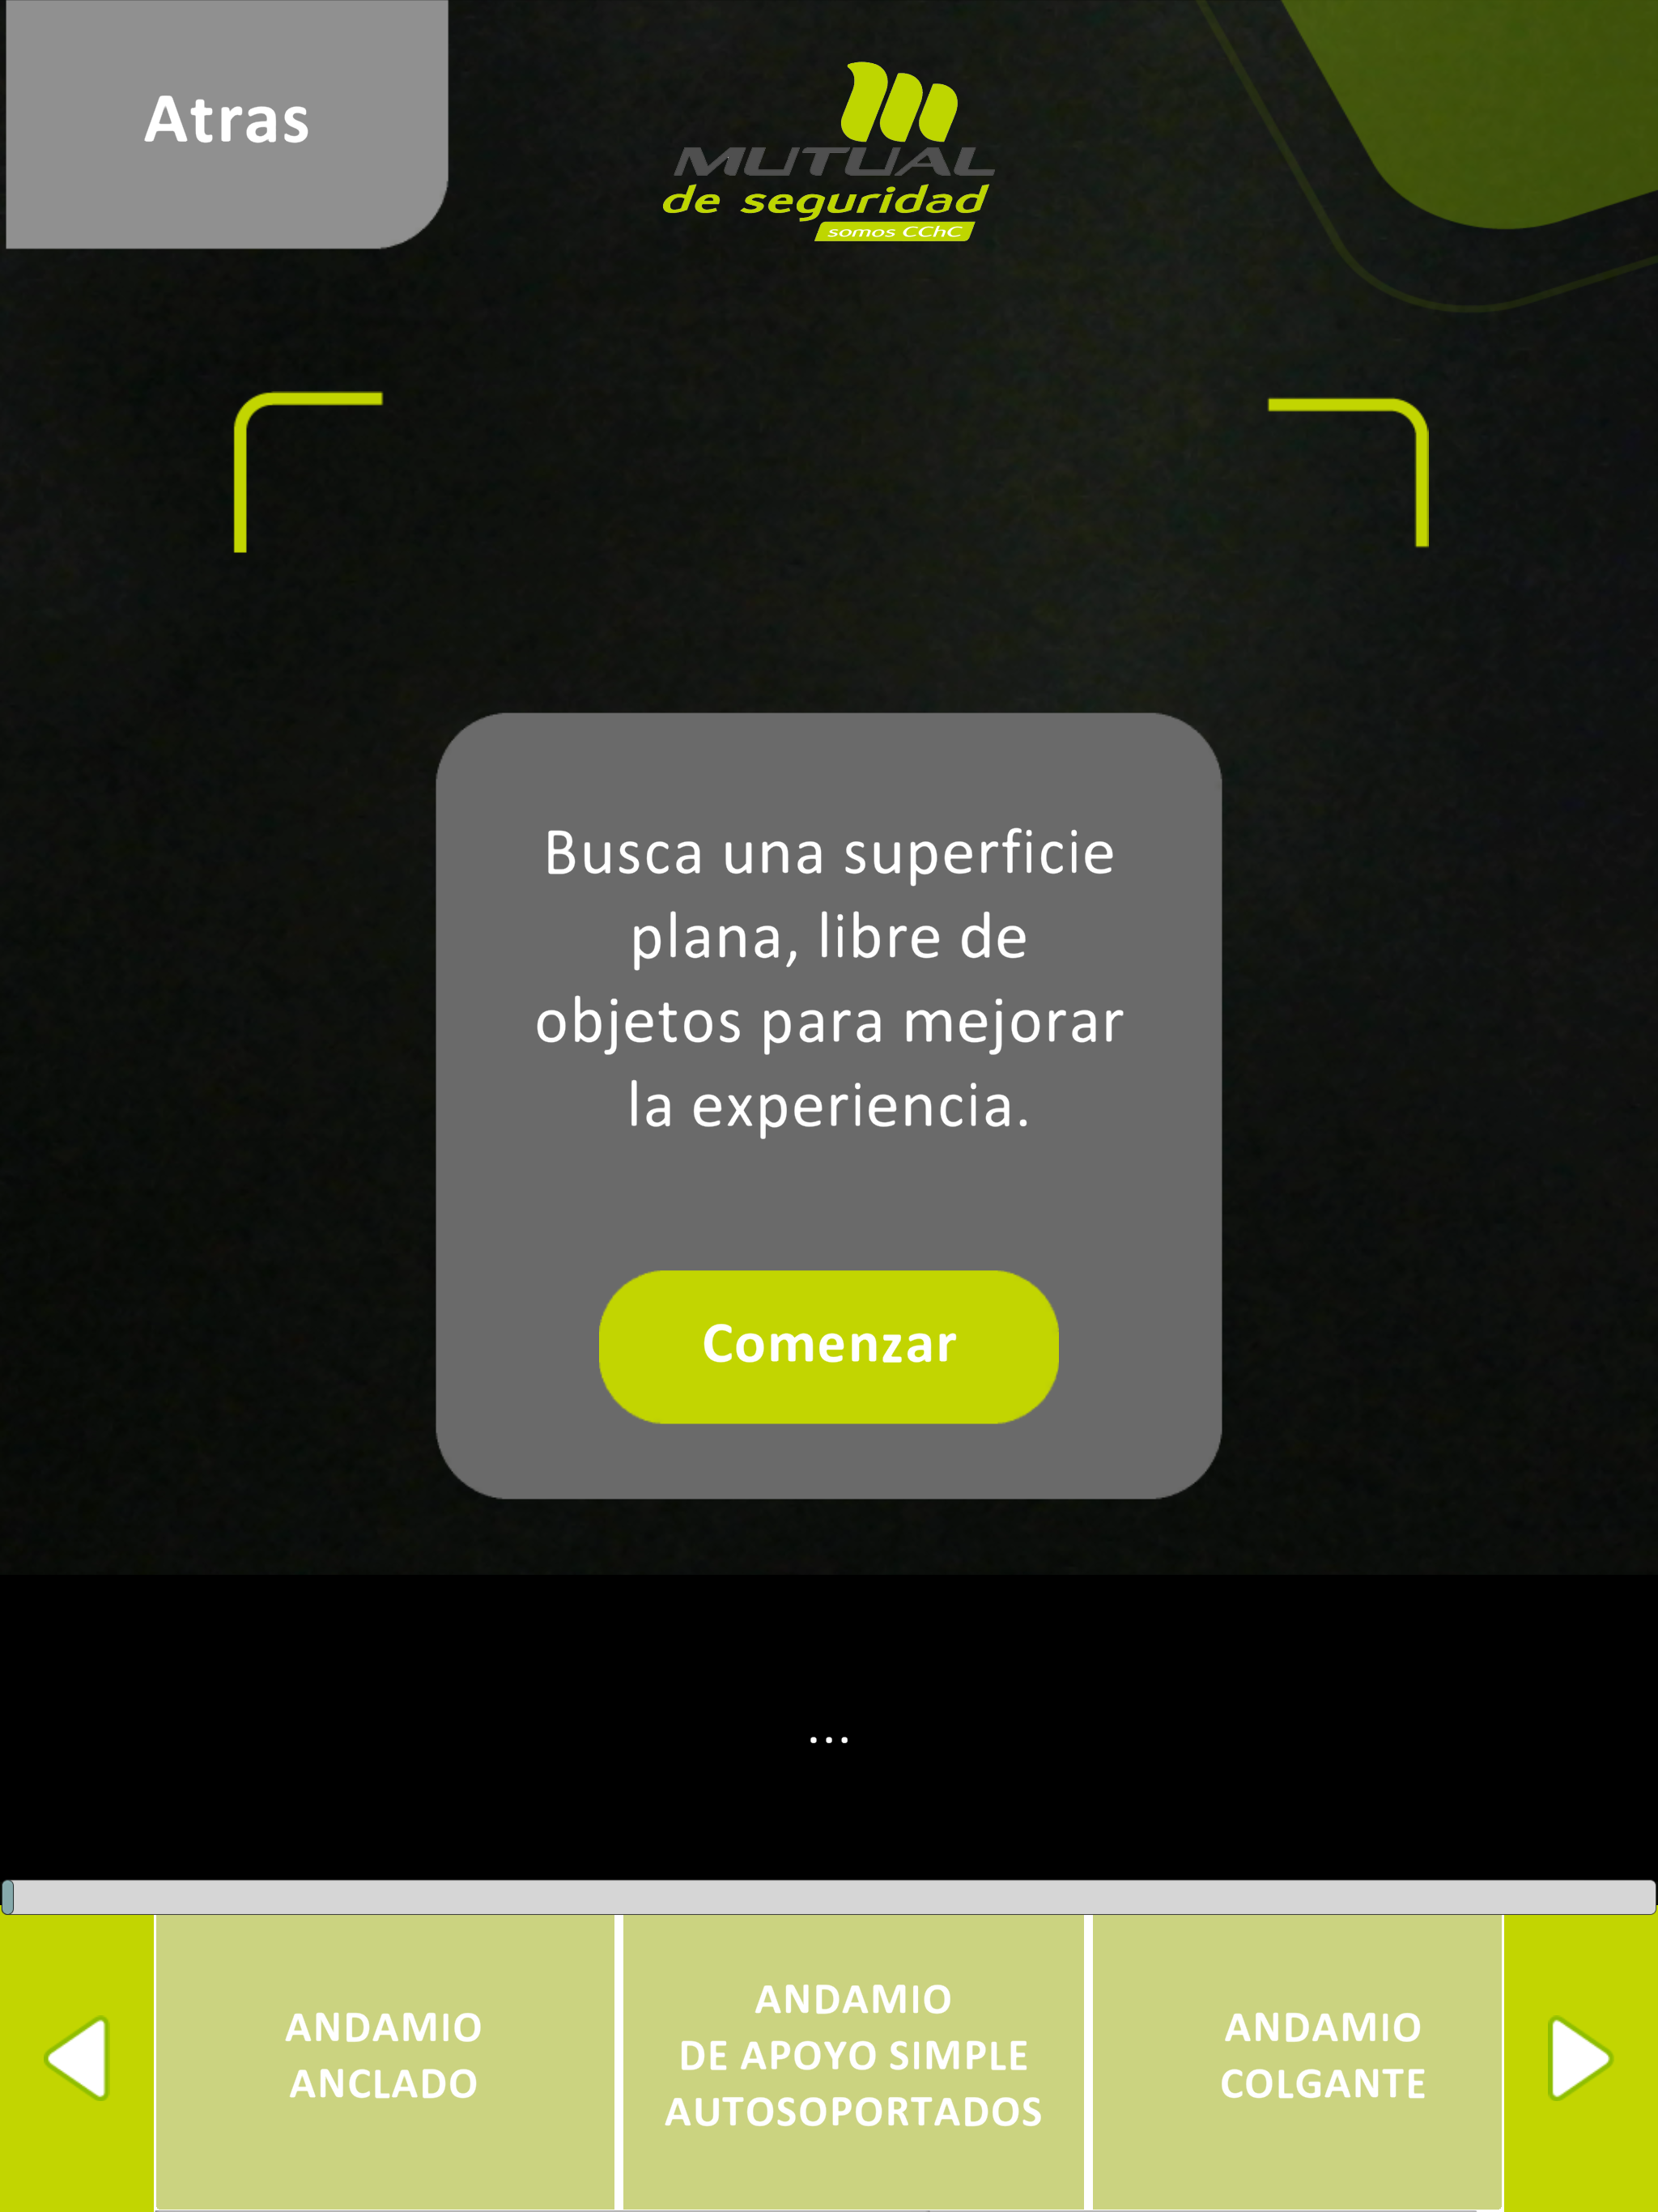 Atras
MUTUAL
de seguridad
somos CChC
Busca una superficie
plana, libre de
objetos para mejorar
la experiencia.
Comenzar
...
ANDAMIO
ANCLADO
ANDAMIO
DE APOYO SIMPLE
AUTOSOPORTADOS
ANDAMIO
COLGANTE